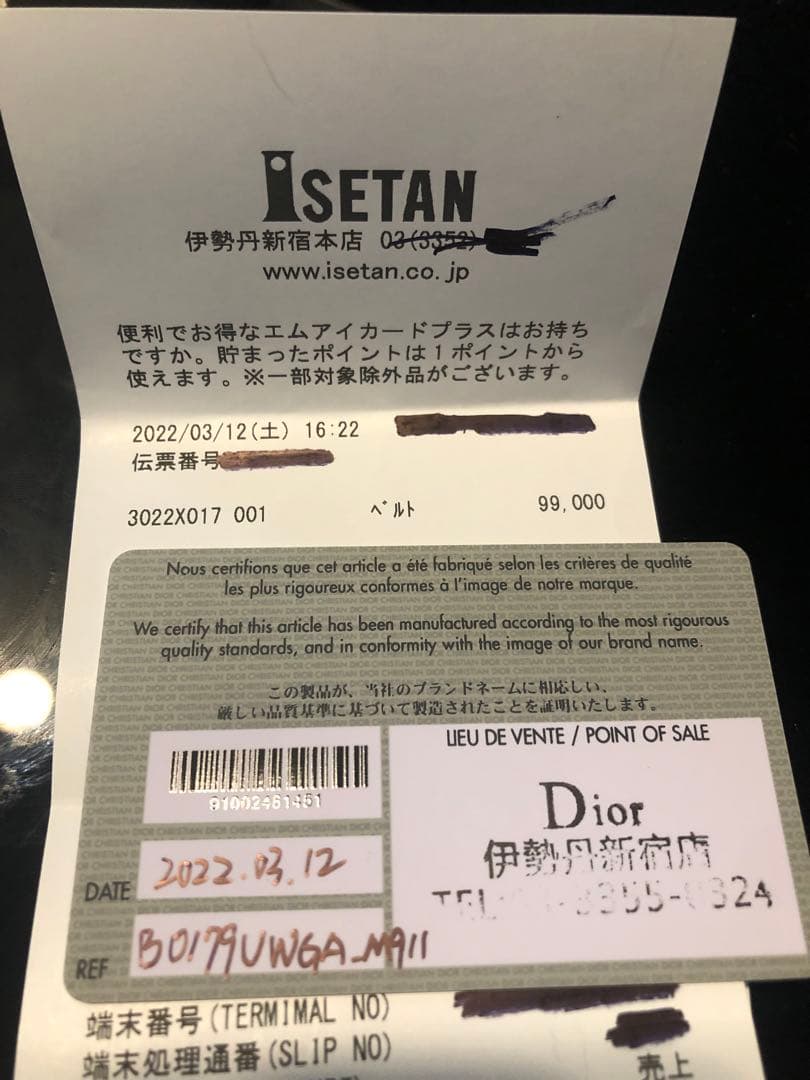 ISETAN
伊勢丹新宿本店 03(3352)
www.isetan.co.jp
便利でお得なエムアイカードプラスはお持ち
ですか。貯まったポイントは1ポイントから
使えます。※一部対象除外品がございます。
2022/03/12(土) 16:22
伝票番号
3022X017 001 ベルト 99,000
Nous certifions que cet article a été fabriqué selon les critères de qualité
les plus rigoureux conformes à l'image de notre marque.
We certify that this article has been manufactured according to the most rigourous
quality standards, and in conformity with the image of our brand name.
この製品が、当社のブランドネームに相応しい、
厳しい品質基準に基づいて製造されたことを証明いたします。
LIEU DE VENTE / POINT OF SALE
91002461451
Dior
伊勢丹新宿店
TEL
DATE 2022.03.12
REF B0179UWGA_M911
端末番号(TERMIMAL NO)
端末処理通番(SLIP NO)
売上